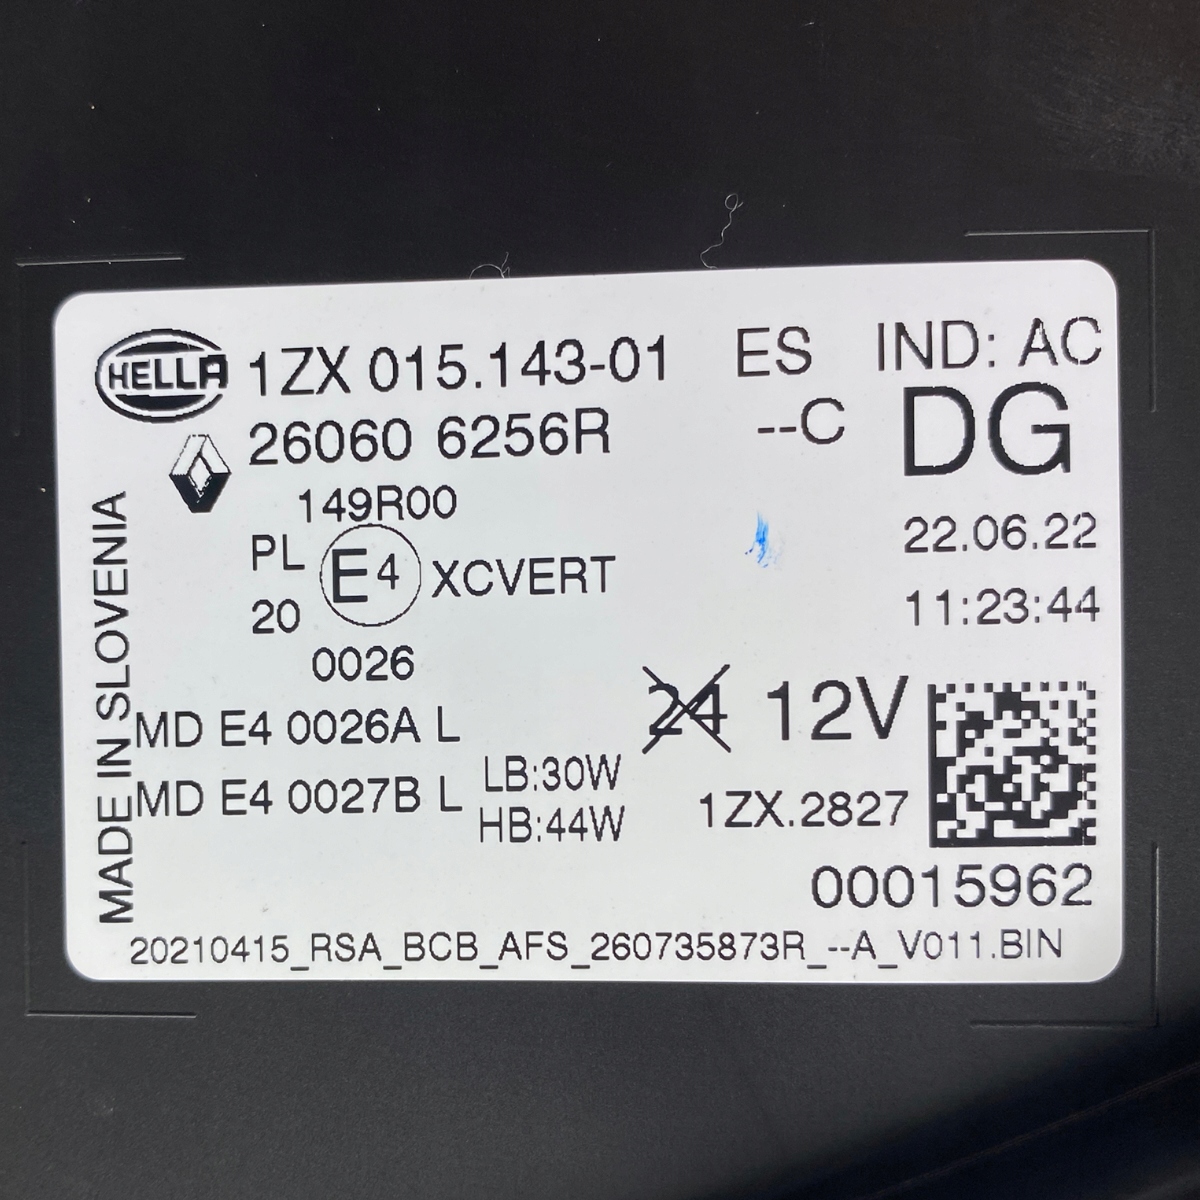 HELLA 1ZX 015.143-01 ES IND: AC
26060 6256R --C DG
149R00
PL E4 XCVERT
20
0026
22.06.22
11:23:44
MADE IN SLOVENIA
MD E4 0026A L
MD E4 0027B L
LB:30W
HB:44W
24 12V
1ZX.2827
00015962
20210415_RSA_BCB_AFS_260735873R_--A_V011.BIN